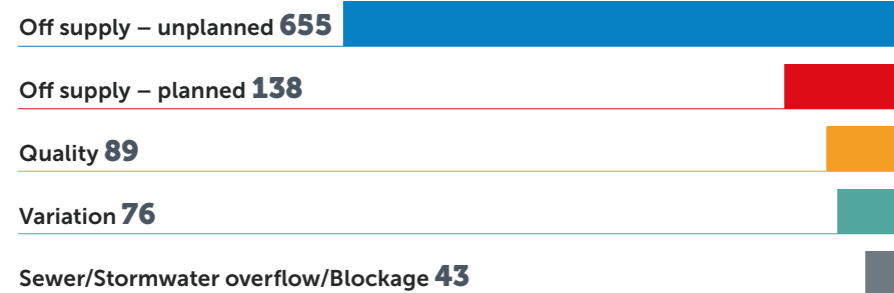 Off supply – unplanned 655
Off supply – planned 138
Quality 89
Variation 76
Sewer/Stormwater overflow/Blockage 43